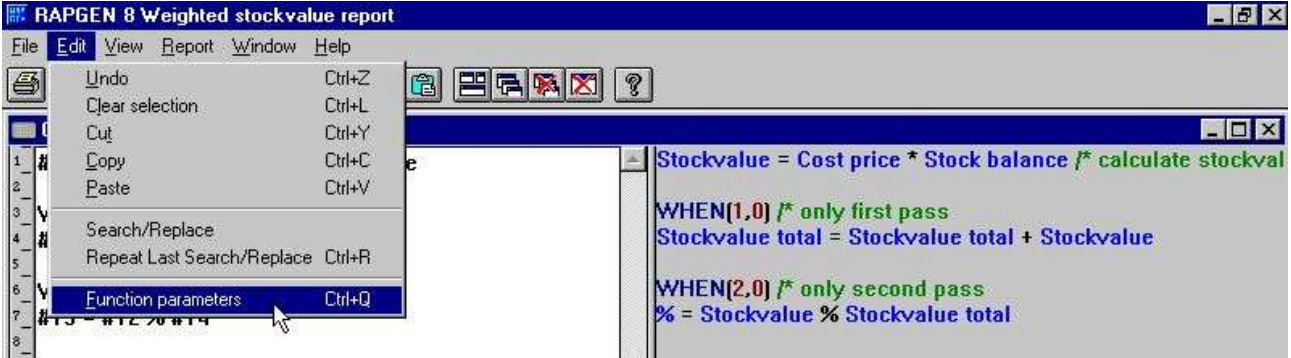 RAPGEN 8 Weighted stockvalue report
File Edit View Report Window Help
Undo Ctrl+Z
Clear selection Ctrl+L
Cut Ctrl+Y
Copy Ctrl+C
Paste Ctrl+V
Search/Replace
Repeat Last Search/Replace Ctrl+R
Function parameters Ctrl+Q
1
2
3
4
5
6
7
8
Stockvalue = Cost price * Stock balance /* calculate stockval
WHEN(1,0) /* only first pass
Stockvalue total = Stockvalue total + Stockvalue
WHEN(2,0) /* only second pass
% = Stockvalue % Stockvalue total